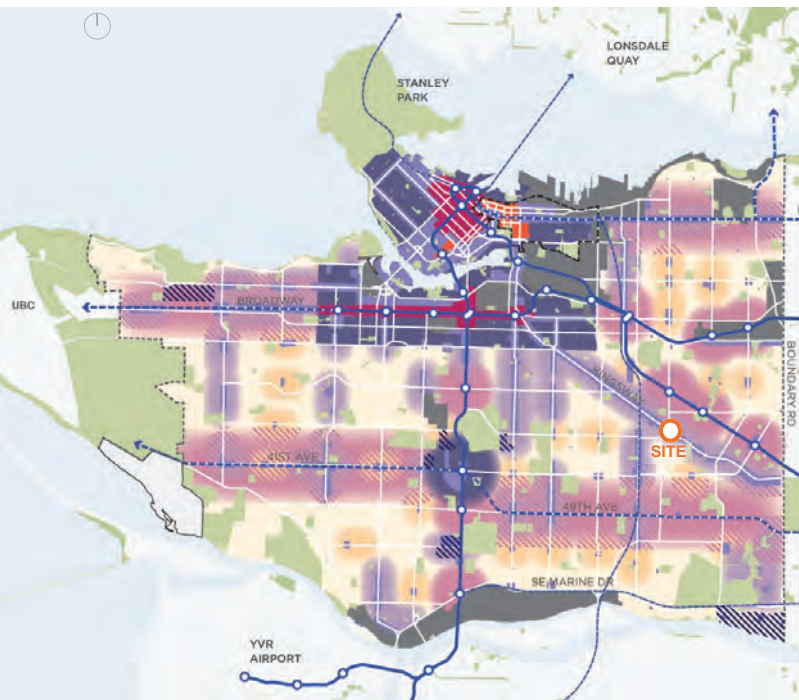 LONSDALE
QUAY
STANLEY
PARK
UBC
BROADWAY
BOUNDARY RD
KINGSWAY
SITE
41ST AVE
49TH AVE
SE MARINE DR
YVR
AIRPORT